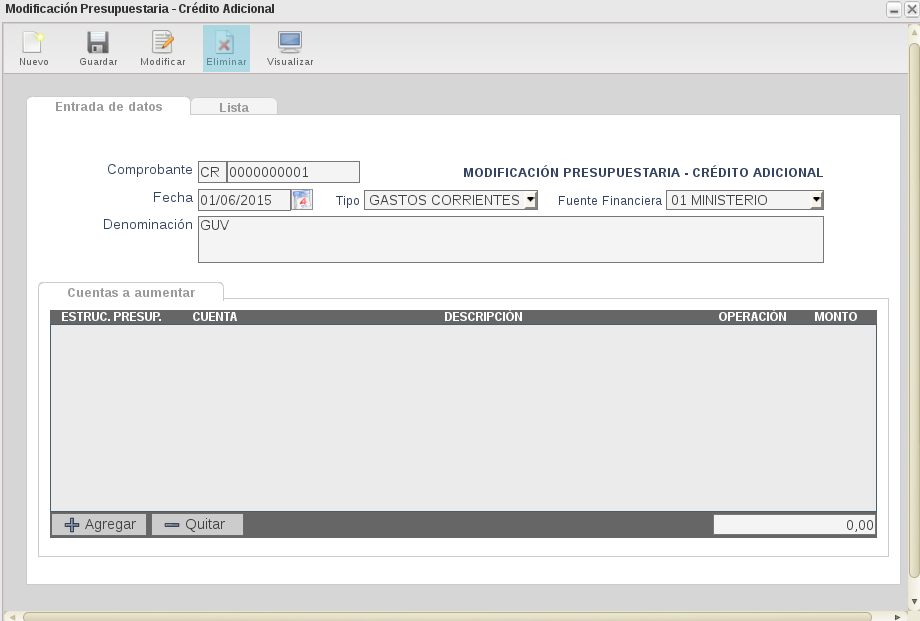 Modificación Presupuestaria - Crédito Adicional
Nuevo Guardar Modificar Eliminar Visualizar
Entrada de datos Lista
Comprobante CR 0000000001 MODIFICACIÓN PRESUPUESTARIA - CRÉDITO ADICIONAL
Fecha 01/06/2015 Tipo GASTOS CORRIENTES Fuente Financiera 01 MINISTERIO
Denominación GUV
Cuentas a aumentar
ESTRUC. PRESUP. CUENTA DESCRIPCIÓN OPERACIÓN MONTO
Agregar Quitar 0,00